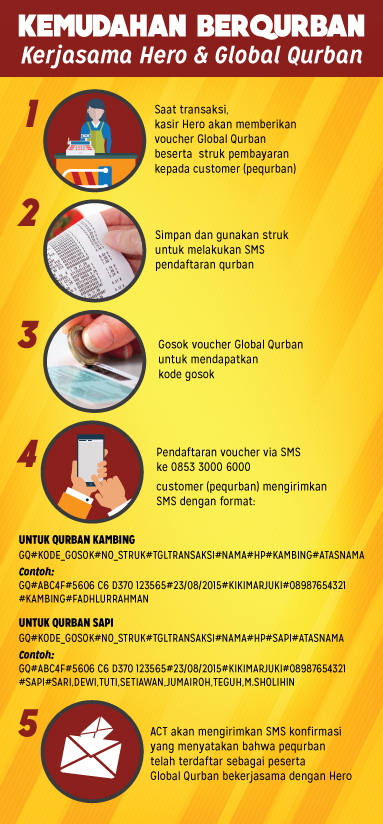 KEMUDAHAN BERQURBAN
Kerjasama Hero & Global Qurban
1
Saat transaksi,
kasir Hero akan memberikan
voucher Global Qurban
beserta struk pembayaran
kepada customer (pequrban)
2
Simpan dan gunakan struk
untuk melakukan SMS
pendaftaran qurban
3
Gosok voucher Global Qurban
untuk mendapatkan
kode gosok
4
Pendaftaran voucher via SMS
ke 0853 3000 6000
customer (pequrban) mengirimkan
SMS dengan format:
UNTUK QURBAN KAMBING
GQ#KODE_GOSOK#NO_STRUK#TGLTRANSAKSI#NAMA#HP#KAMBING#ATASNAMA
Contoh:
GQ#ABC4F#5606 C6 D370 123565#23/08/2015#KIKIMARJUKI#08987654321
#KAMBING#FADHLURRAHMAN
UNTUK QURBAN SAPI
GQ#KODE_GOSOK#NO_STRUK#TGLTRANSAKSI#NAMA#HP#SAPI#ATASNAMA
Contoh:
GQ#ABC4F#5606 C6 D370 123565#23/08/2015#KIKIMARJUKI#08987654321
#SAPI#SARI,DEWI,TUTI,SETIAWAN,JUMAIROH,TEGUH,M.SHOLIHIN
5
ACT akan mengirimkan SMS konfirmasi
yang menyatakan bahwa pequrban
telah terdaftar sebagai peserta
Global Qurban bekerjasama dengan Hero